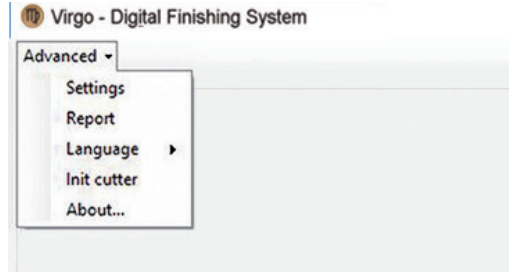 Virgo - Digital Finishing System
Advanced
Settings
Report
Language
Init cutter
About...